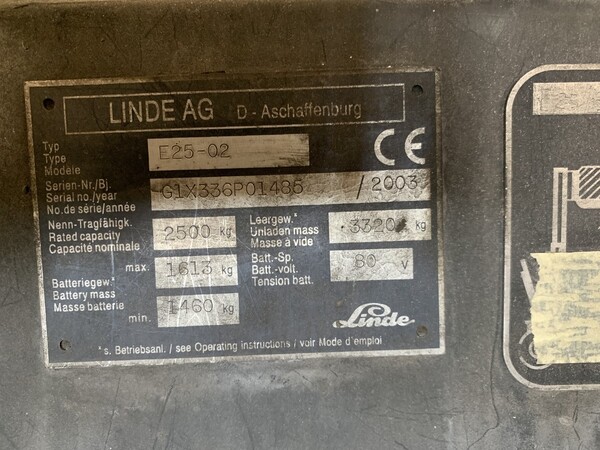 LINDE AG D - Aschaffenburg
Typ
Type
Modèle
E25-02
CE
Serien-Nr./Bj.
Serial no./year
No. de série/année
G1X336P01485 / 2003
Nenn-Tragfähigk.
Rated capacity
Capacité nominale
2500 kg
Leergew.*
Unladen mass
Masse à vide
3320 kg
Batteriegew.
Battery mass
Masse batterie
max. 1613 kg
min. 1460 kg
Batt.-Sp.
Batt.-volt.
Tension batt.
80 V
Linde
*s. Betriebsanl. / see Operating instructions / voir Mode d'emploi